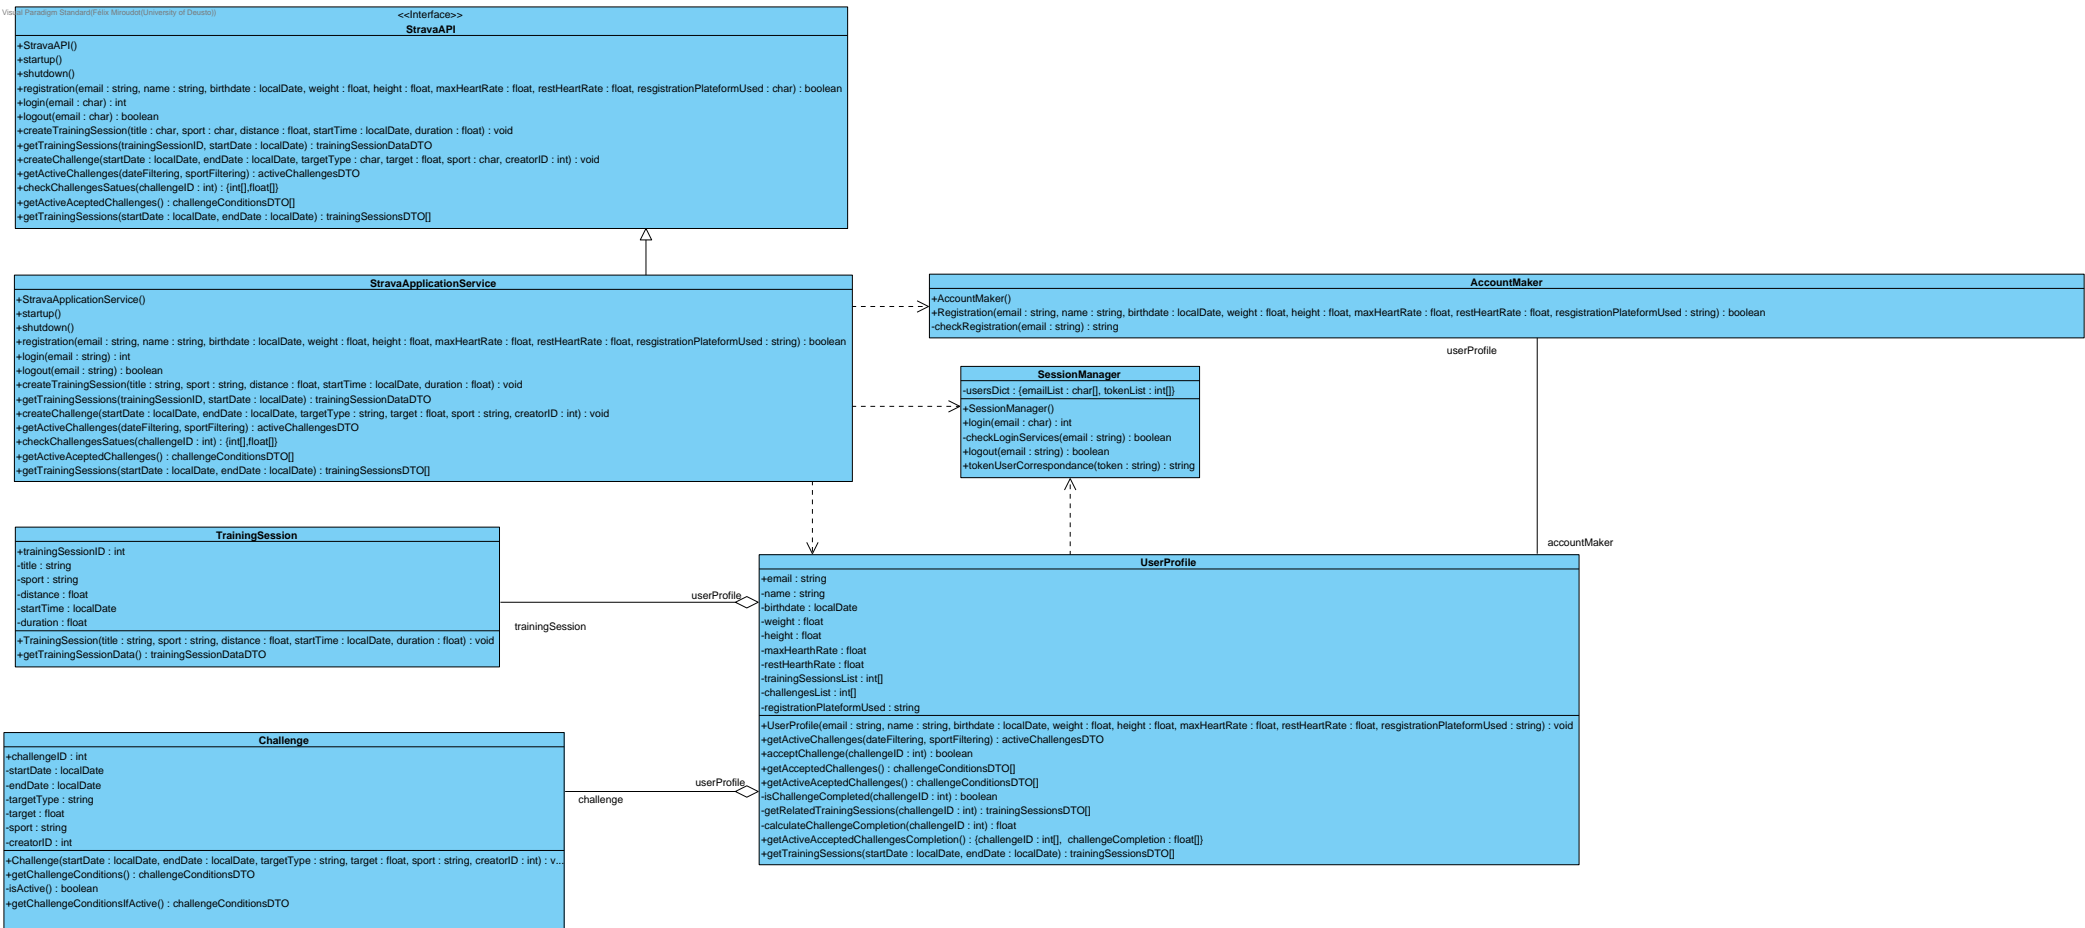 Visual Paradigm Standard(Félix Miroudot(University of Deusto))
<<Interface>>
StravaAPI
+StravaAPI()
+startup()
+shutdown()
+registration(email : string, name : string, birthdate : localDate, weight : float, height : float, maxHeartRate : float, restHeartRate : float, resgistrationPlateformUsed : char) : boolean
+login(email : char) : int
+logout(email : char) : boolean
+createTrainingSession(title : char, sport : char, distance : float, startTime : localDate, duration : float) : void
+getTrainingSessions(trainingSessionID, startDate : localDate) : trainingSessionDataDTO
+createChallenge(startDate : localDate, endDate : localDate, targetType : char, target : float, sport : char, creatorID : int) : void
+getActiveChallenges(dateFiltering, sportFiltering) : activeChallengesDTO
+checkChallengesSatues(challengeID : int) : {int[],float[]}
+getActiveAceptedChallenges() : challengeConditionsDTO[]
+getTrainingSessions(startDate : localDate, endDate : localDate) : trainingSessionsDTO[]
StravaApplicationService
+StravaApplicationService()
+startup()
+shutdown()
+registration(email : string, name : string, birthdate : localDate, weight : float, height : float, maxHeartRate : float, restHeartRate : float, resgistrationPlateformUsed : string) : boolean
+login(email : string) : int
+logout(email : string) : boolean
+createTrainingSession(title : string, sport : string, distance : float, startTime : localDate, duration : float) : void
+getTrainingSessions(trainingSessionID, startDate : localDate) : trainingSessionDataDTO
+createChallenge(startDate : localDate, endDate : localDate, targetType : string, target : float, sport : string, creatorID : int) : void
+getActiveChallenges(dateFiltering, sportFiltering) : activeChallengesDTO
+checkChallengesSatues(challengeID : int) : {int[],float[]}
+getActiveAceptedChallenges() : challengeConditionsDTO[]
+getTrainingSessions(startDate : localDate, endDate : localDate) : trainingSessionsDTO[]
AccountMaker
+AccountMaker()
+Registration(email : string, name : string, birthdate : localDate, weight : float, height : float, maxHeartRate : float, restHeartRate : float, resgistrationPlateformUsed : string) : boolean
-checkRegistration(email : string) : string
userProfile
accountMaker
SessionManager
-usersDict : {emailList : char[], tokenList : int[]}
+SessionManager()
+login(email : char) : int
-checkLoginServices(email : string) : boolean
+logout(email : string) : boolean
+tokenUserCorrespondance(token : string) : string
TrainingSession
+trainingSessionID : int
-title : string
-sport : string
-distance : float
-startTime : localDate
-duration : float
+TrainingSession(title : string, sport : string, distance : float, startTime : localDate, duration : float) : void
+getTrainingSessionData() : trainingSessionDataDTO
userProfile
trainingSession
UserProfile
+email : string
-name : string
-birthdate : localDate
-weight : float
-height : float
-maxHearthRate : float
-restHearthRate : float
-trainingSessionsList : int[]
-challengesList : int[]
-registrationPlateformUsed : string
+UserProfile(email : string, name : string, birthdate : localDate, weight : float, height : float, maxHeartRate : float, restHeartRate : float, resgistrationPlateformUsed : string) : void
+getActiveChallenges(dateFiltering, sportFiltering) : activeChallengesDTO
+acceptChallenge(challengeID : int) : boolean
+getAcceptedChallenges() : challengeConditionsDTO[]
+getActiveAceptedChallenges() : challengeConditionsDTO[]
-isChallengeCompleted(challengeID : int) : boolean
-getRelatedTrainingSessions(challengeID : int) : trainingSessionsDTO[]
-calculateChallengeCompletion(challengeID : int) : float
+getActiveAcceptedChallengesCompletion() : {challengeID : int[], challengeCompletion : float[]}
+getTrainingSessions(startDate : localDate, endDate : localDate) : trainingSessionsDTO[]
userProfile
challenge
Challenge
+challengeID : int
-startDate : localDate
-endDate : localDate
-targetType : string
-target : float
-sport : string
-creatorID : int
+Challenge(startDate : localDate, endDate : localDate, targetType : string, target : float, sport : string, creatorID : int) : v...
+getChallengeConditions() : challengeConditionsDTO
-isActive() : boolean
+getChallengeConditionsIfActive() : challengeConditionsDTO